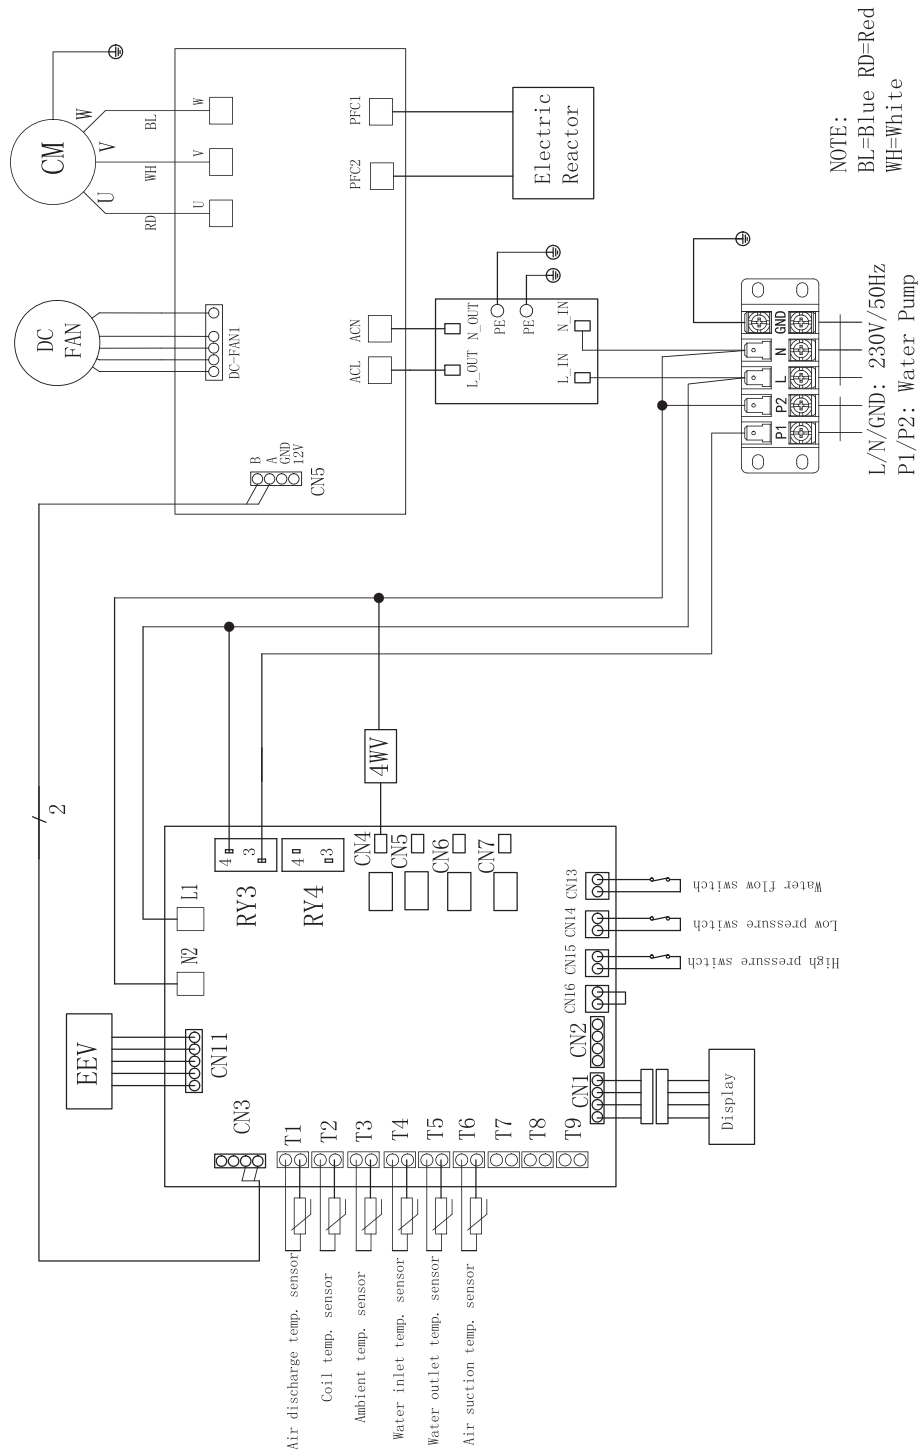 CM
W
V
U
BL
WH
RD
W
V
U
PFC1
PFC2
Electric
Reactor
DC
FAN
DC-FAN1
ACN
ACL
N_OUT
L_OUT
PE
PE
N_IN
L_IN
B
A
GND
12V
CN5
GND
N
L
P2
P1
NOTE:
BL=Blue RD=Red
WH=White
L/N/GND: 230V/50Hz
P1/P2: Water Pump
2
4WV
L1
N2
4
3
RY3
4
3
RY4
CN4
CN5
CN6
CN7
EEV
CN11
CN3
T1
T2
T3
T4
T5
T6
T7
T8
T9
CN13
CN14
CN15
CN16
CN2
CN1
Water flow switch
Low pressure switch
High pressure switch
Display
Air discharge temp. sensor
Coil temp. sensor
Ambient temp. sensor
Water inlet temp. sensor
Water outlet temp. sensor
Air suction temp. sensor